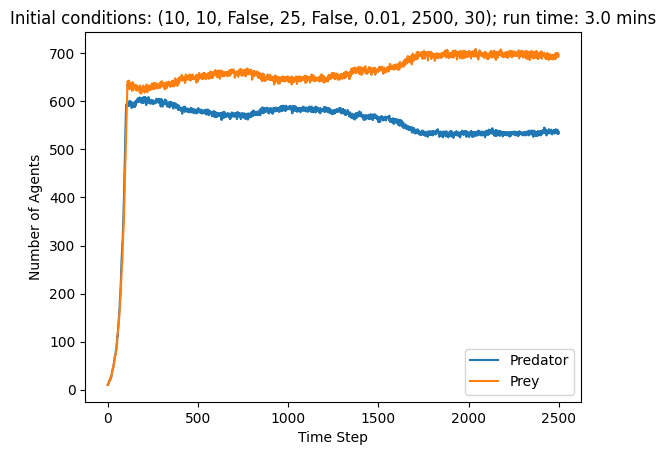 Initial conditions: (10, 10, False, 25, False, 0.01, 2500, 30); run time: 3.0 mins
700
600
500
400
300
200
100
0
Number of Agents
Predator
Prey
0 500 1000 1500 2000 2500
Time Step